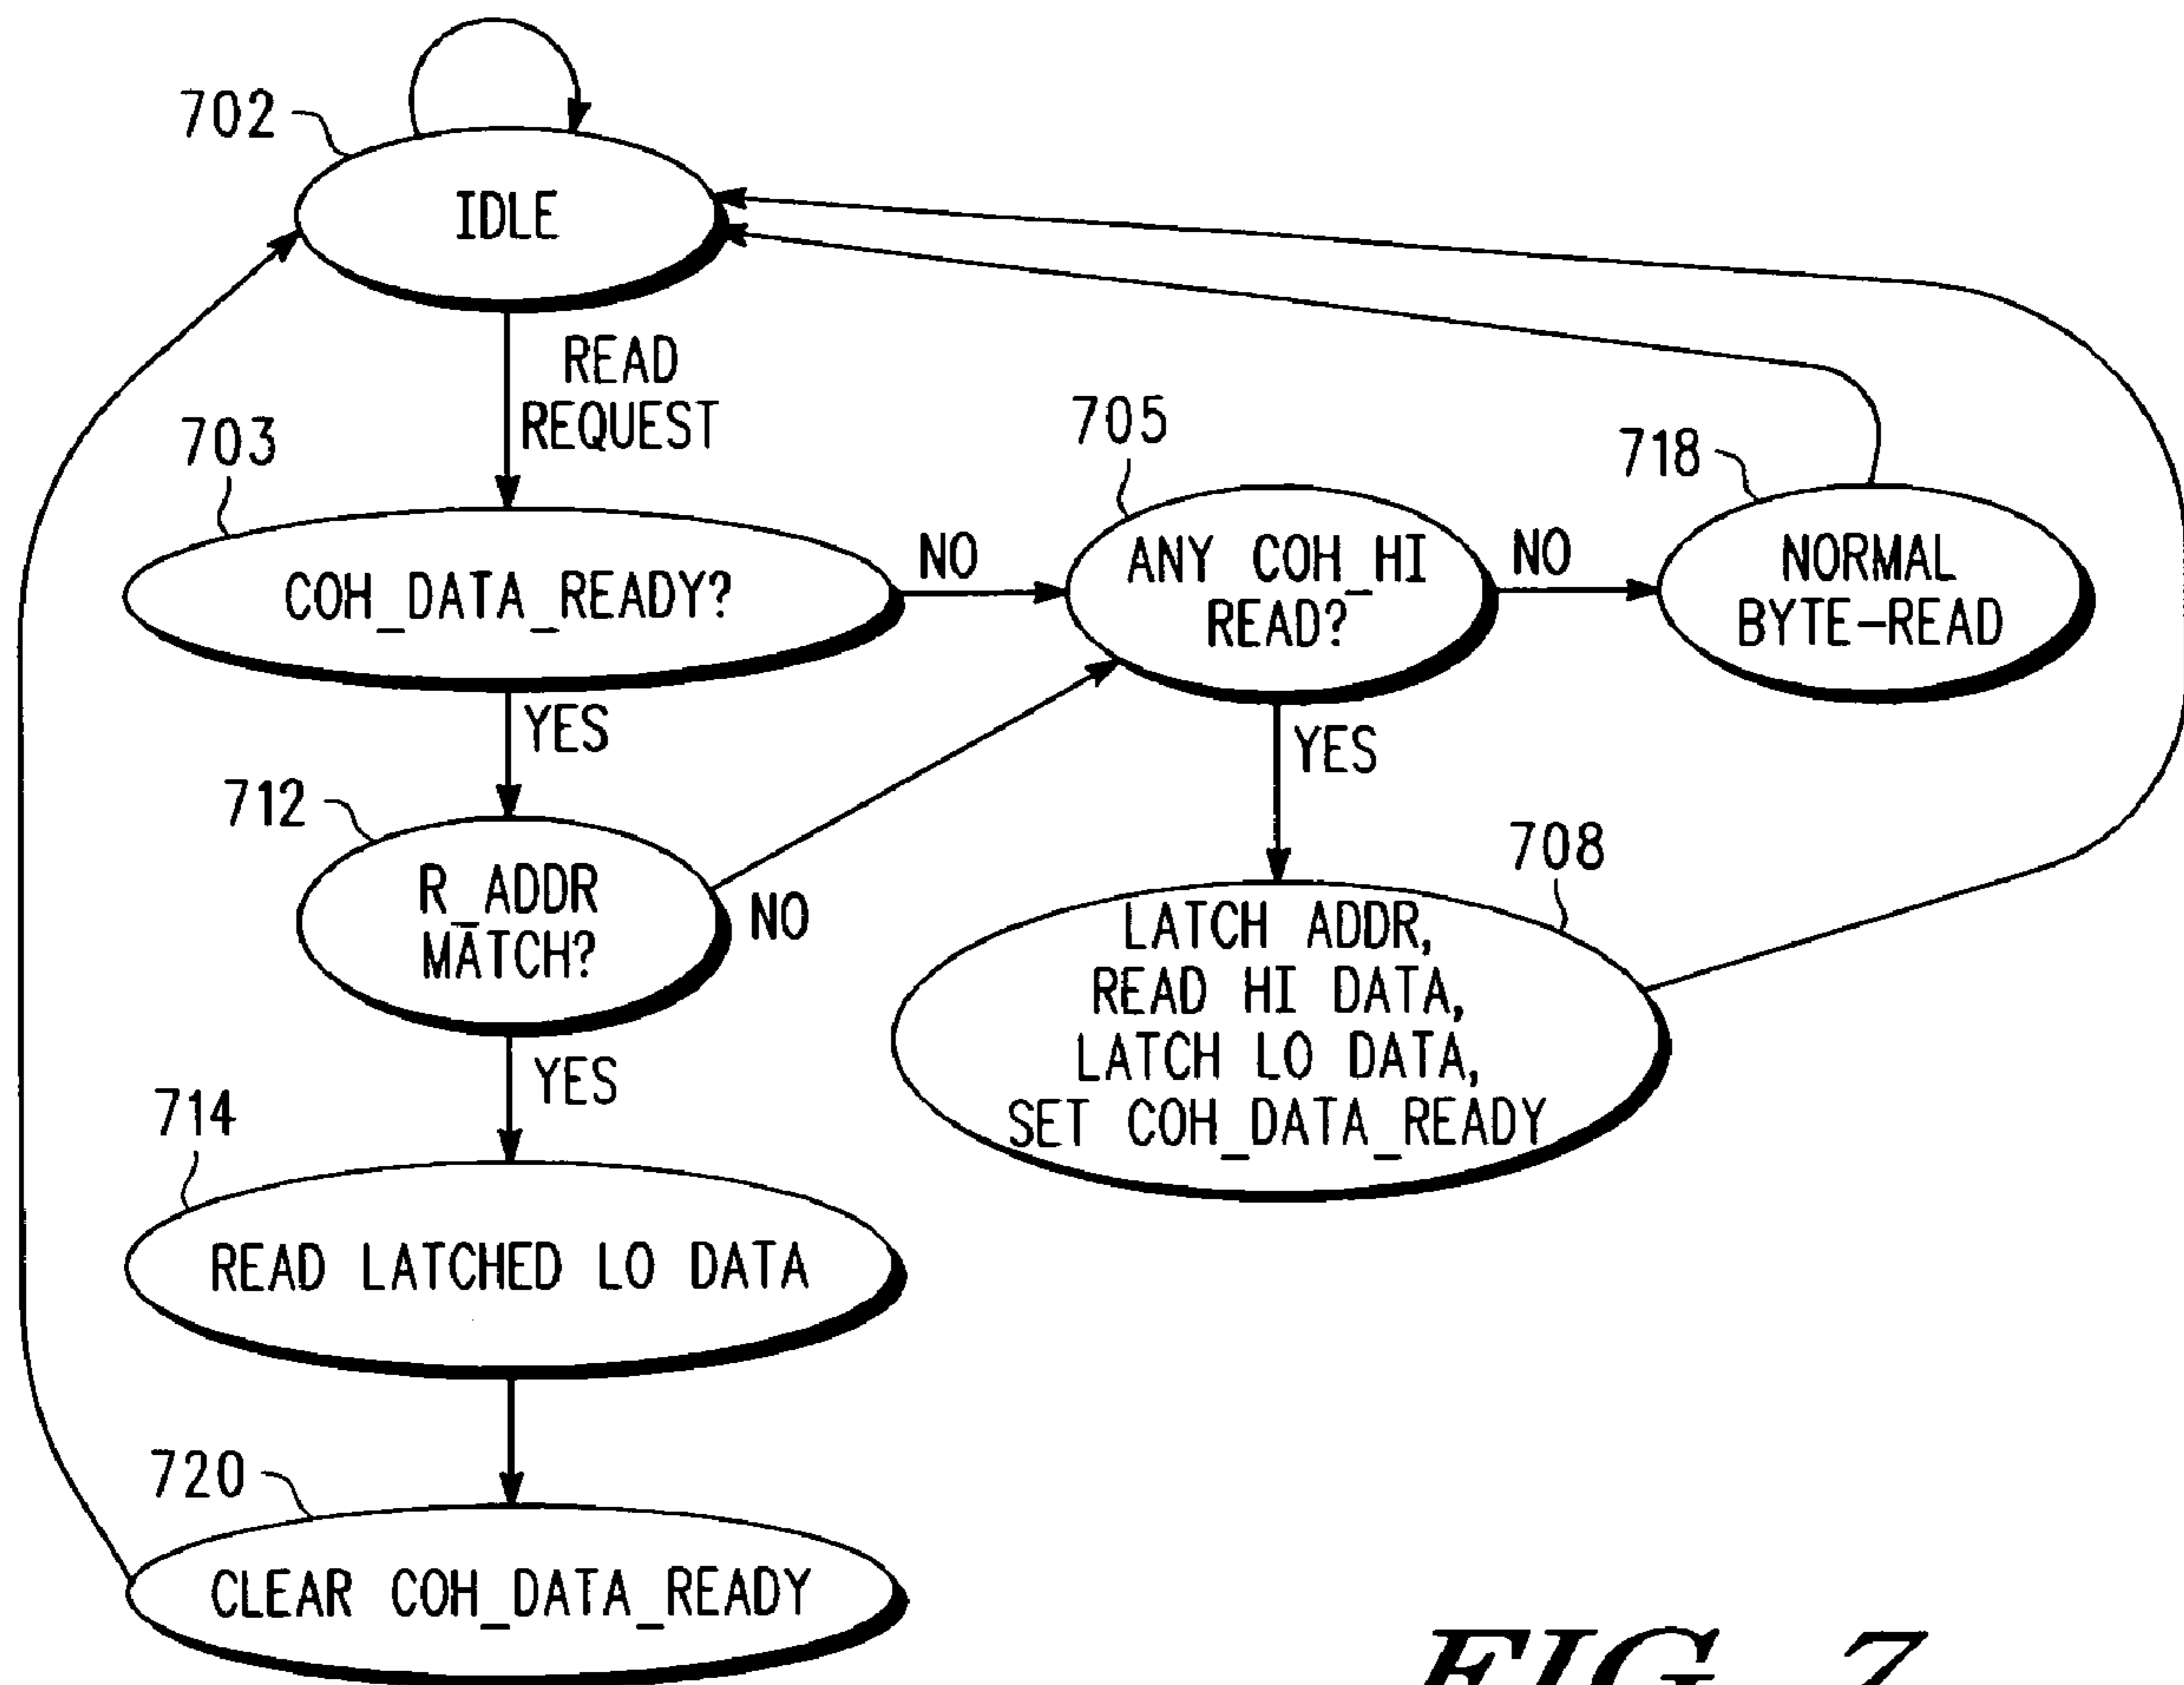 702
IDLE
READ
REQUEST
703
COH_DATA_READY?
NO
705
ANY COH_HI
READ?
NO
718
NORMAL
BYTE-READ
YES
YES
712
R_ADDR
MATCH?
NO
708
LATCH ADDR,
READ HI DATA,
LATCH LO DATA,
SET COH_DATA_READY
YES
714
READ LATCHED LO DATA
720
CLEAR COH_DATA_READY
FIG. 7